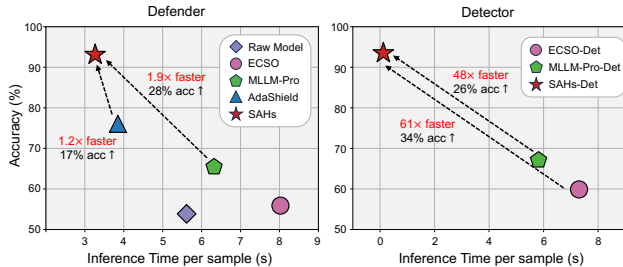 Defender
Accuracy (%)
100
90
80
70
60
50
3 4 5 6 7 8 9
Inference Time per sample (s)
Raw Model
ECSO
MLLM-Pro
AdaShield
SAHs
1.9× faster
28% acc ↑
1.2× faster
17% acc ↑
Detector
100
90
80
70
60
50
0 2 4 6 8
Inference Time per sample (s)
ECSO-Det
MLLM-Pro-Det
SAHs-Det
48× faster
26% acc ↑
61× faster
34% acc ↑